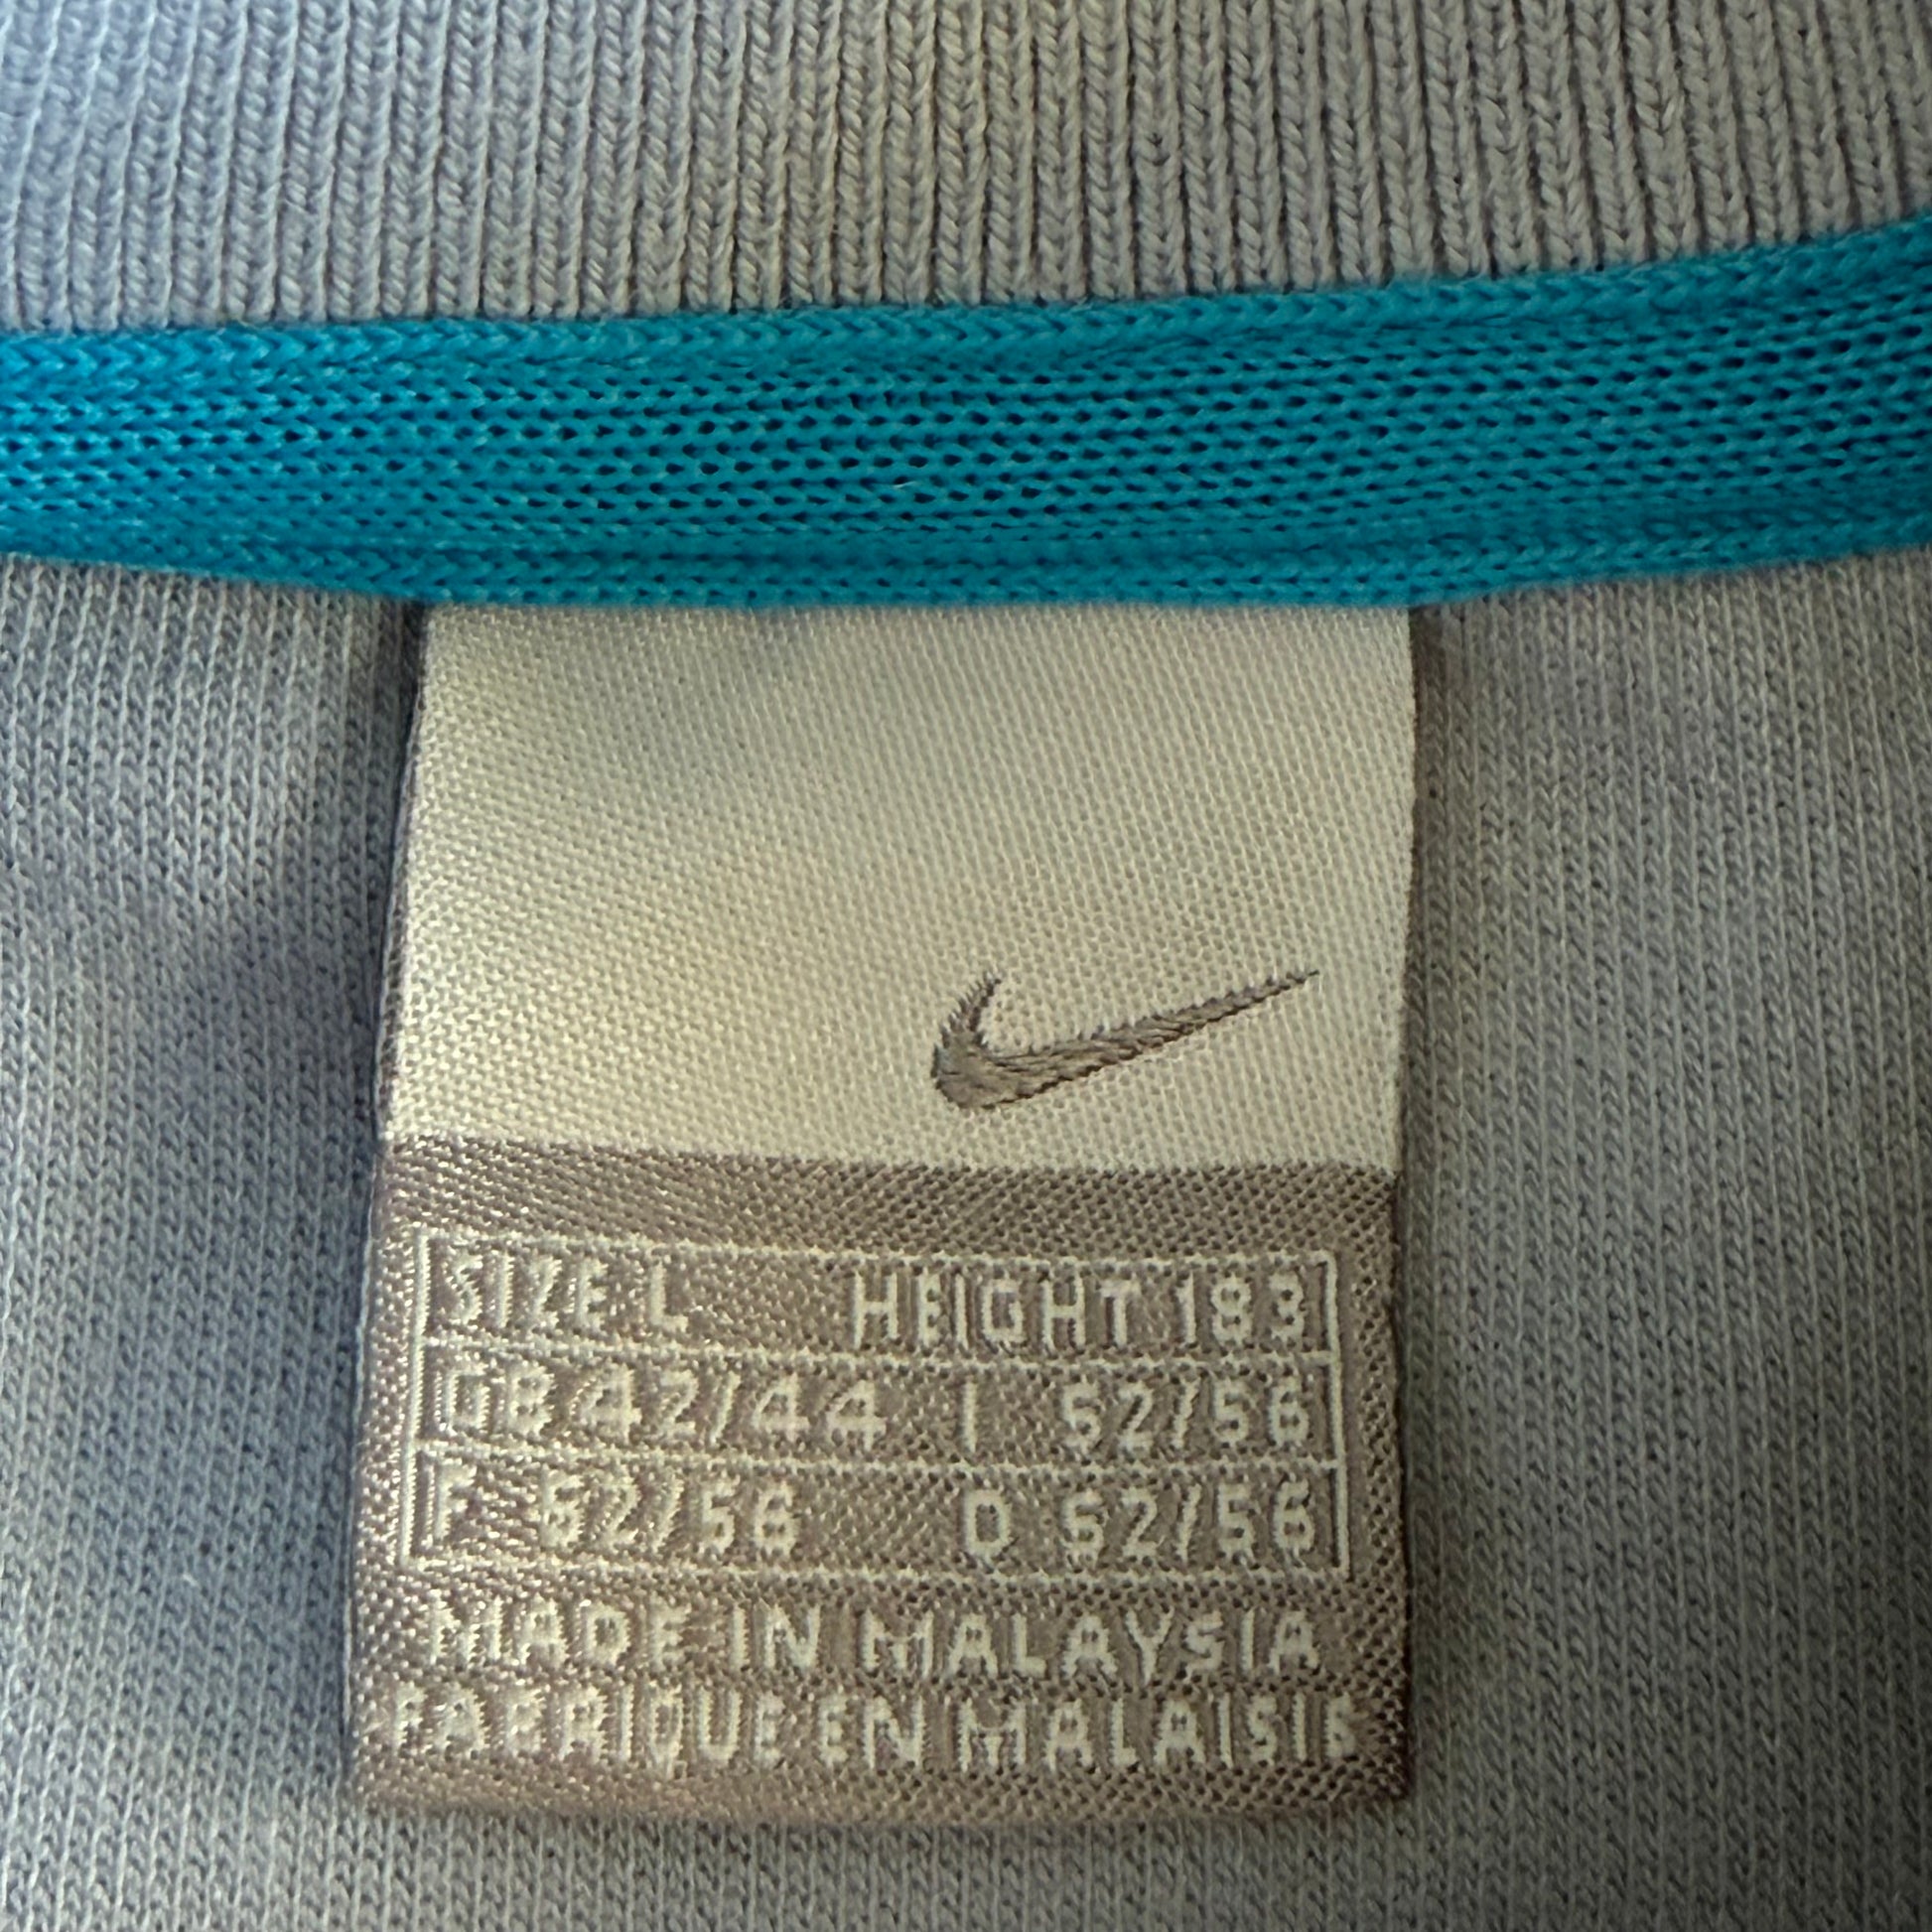 SIZE L HEIGHT 183
GB 42/44 I 52/56
F 52/56 D 52/56
MADE IN MALAYSIA
FABRIQUE EN MALAISIE